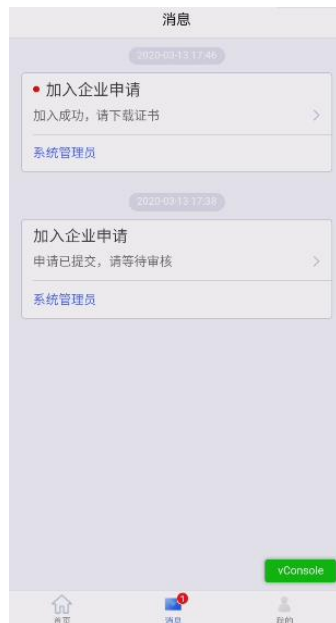 消息
2020-03-13 17:46
加入企业申请
加入成功，请下载证书
系统管理员
2020-03-13 17:38
加入企业申请
申请已提交，请等待审核
系统管理员
vConsole
1
首页
消息
我的